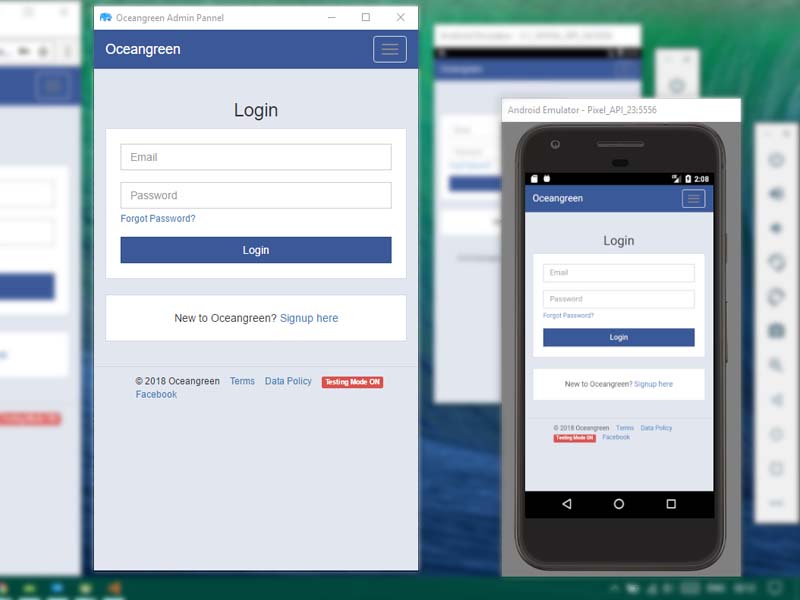 Oceangreen Admin Pannel
Oceangreen
Login
Email
Password
Forgot Password?
Login
New to Oceangreen? Signup here
© 2018 Oceangreen Terms Data Policy Testing Mode ON
Facebook
Android Emulator - Pixel_API_23:5556
2:08
Oceangreen
Login
Email
Password
Forgot Password?
Login
New to Oceangreen? Signup here
© 2018 Oceangreen Terms Data Policy
Testing Mode ON Facebook